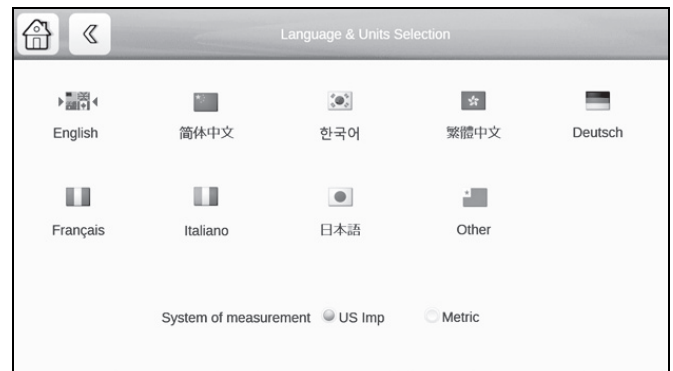 Language & Units Selection
English 简体中文 한국어 繁體中文 Deutsch
Français Italiano 日本語 Other
System of measurement US Imp Metric